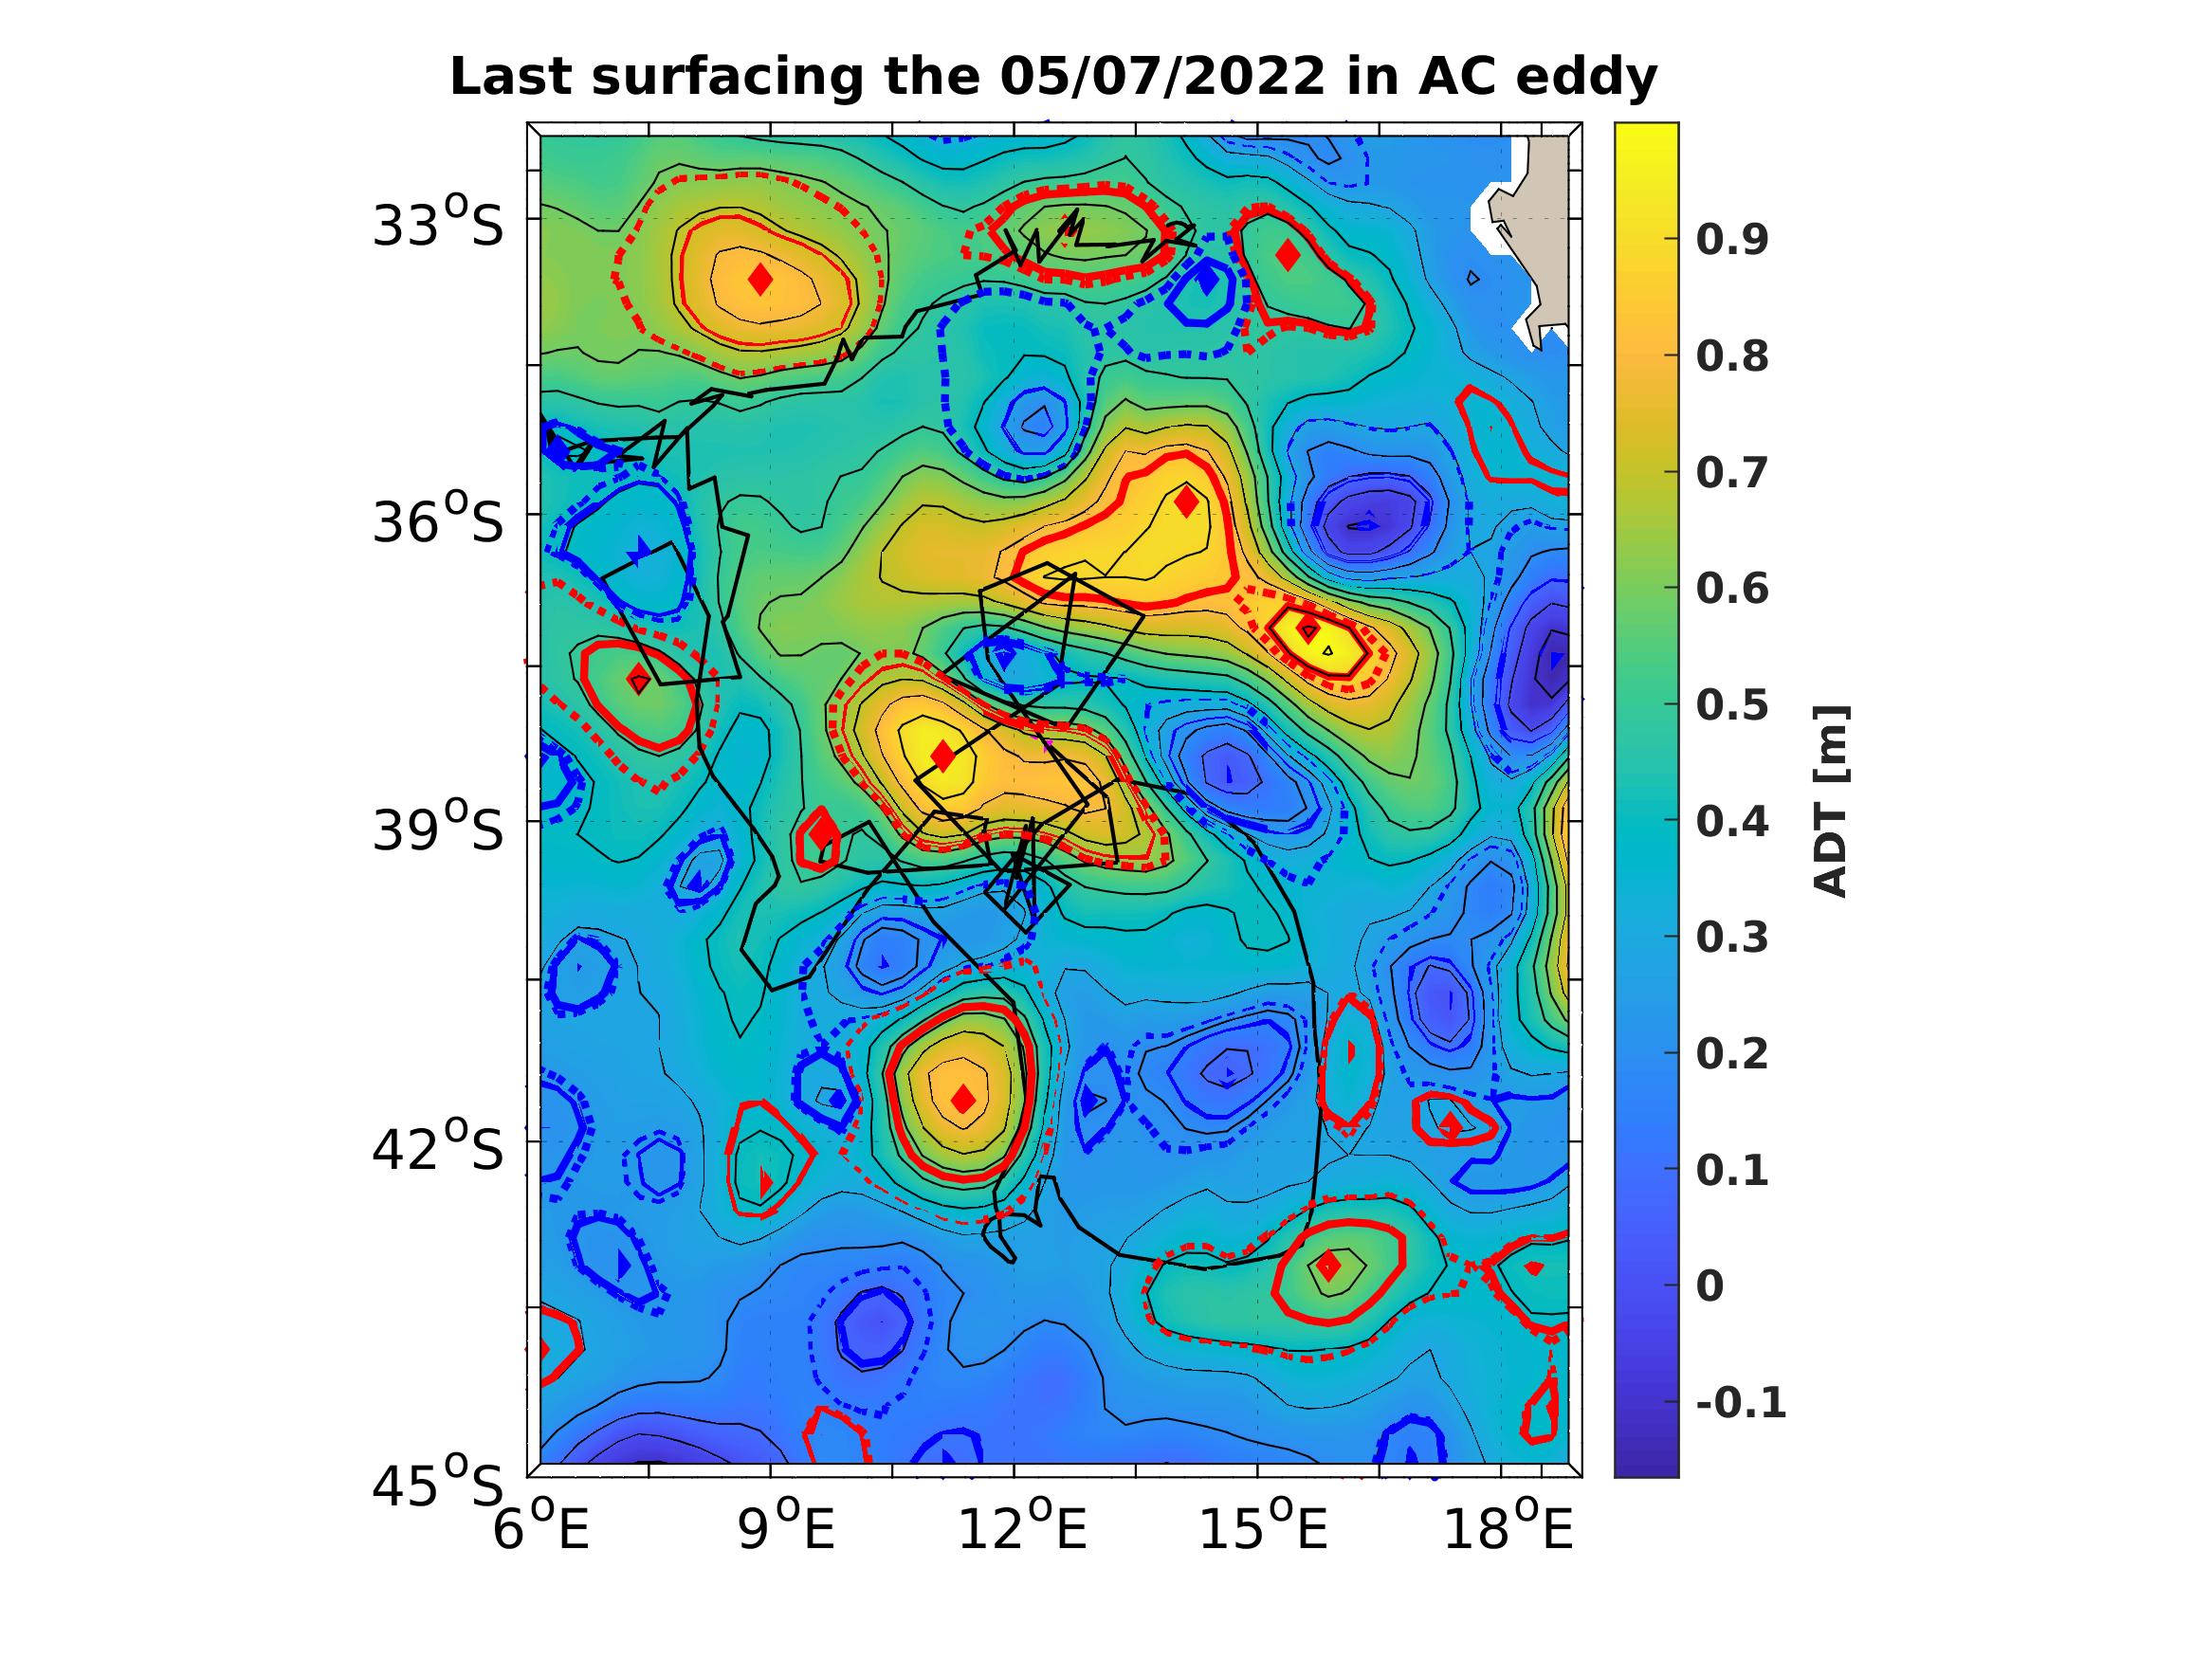 Last surfacing the 05/07/2022 in AC eddy
33°S
36°S
39°S
42°S
45°S
6°E
9°E
12°E
15°E
18°E
0.9
0.8
0.7
0.6
0.5
0.4
0.3
0.2
0.1
0
-0.1
ADT [m]